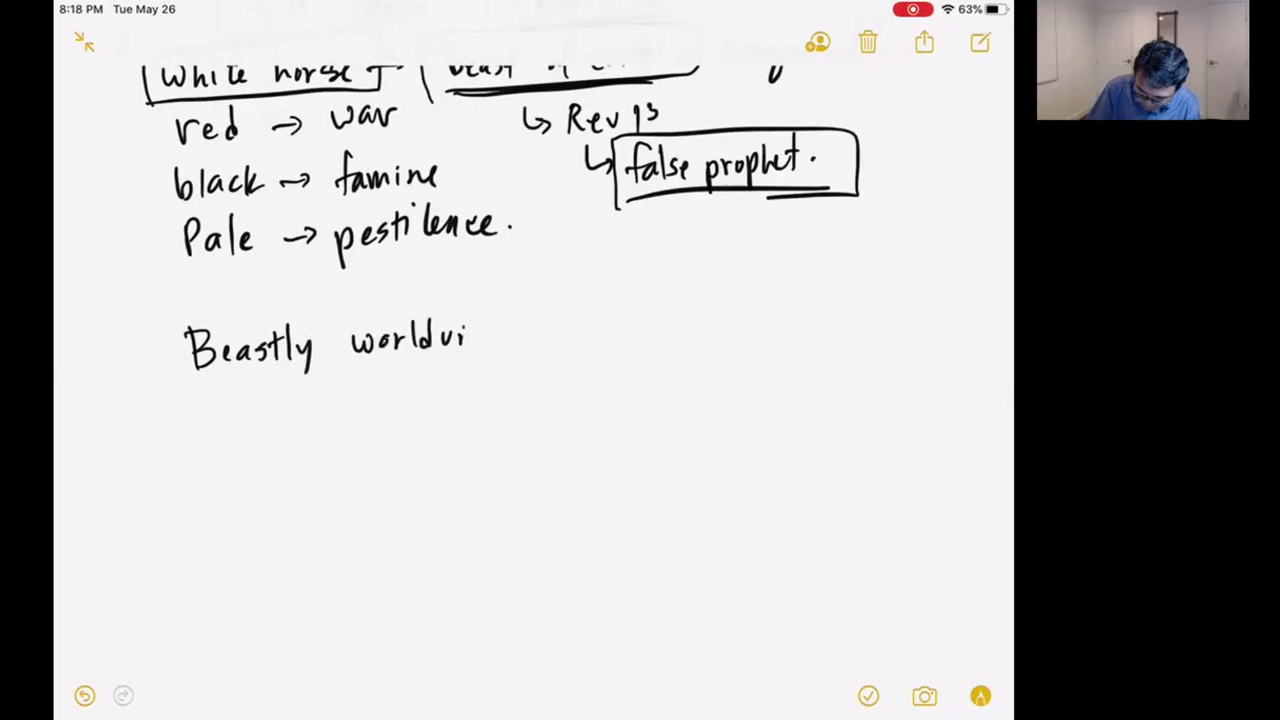 8:18 PM Tue May 26 63%
White horse
red → war
↳ Rev 13
black → famine
↳ false prophet.
Pale → pestilence.
Beastly worldvi